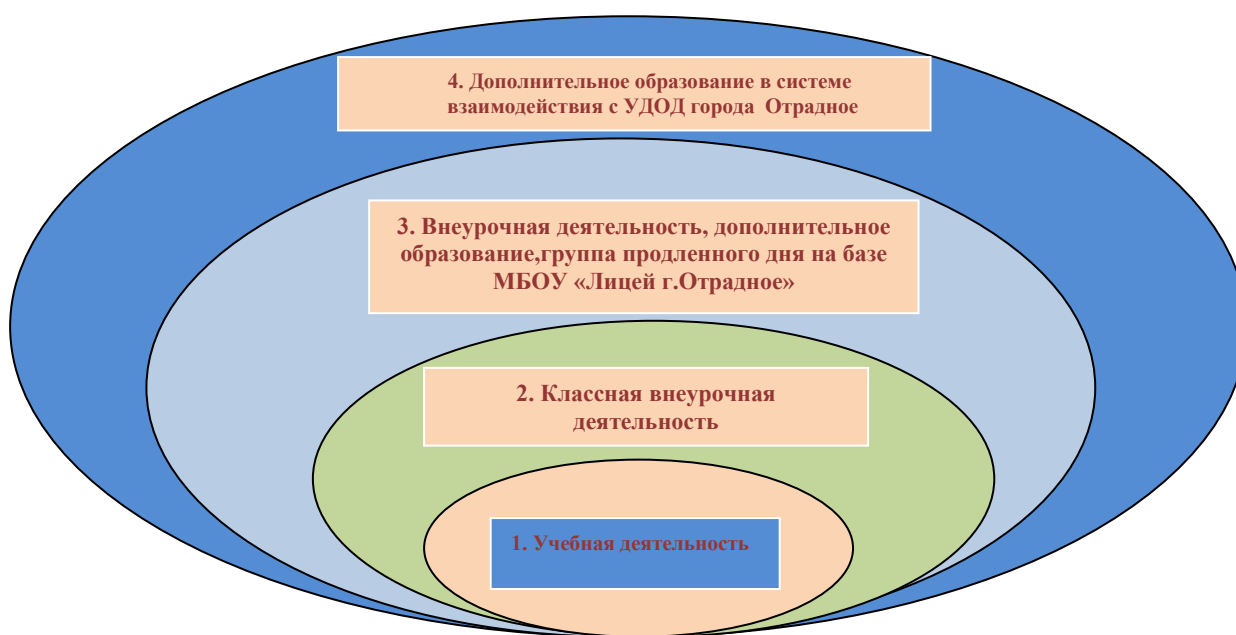 4. Дополнительное образование в системе
взаимодействия с УДОД города Отрадное
3. Внеурочная деятельность, дополнительное
образование,группа продленного дня на базе
МБОУ «Лицей г.Отрадное»
2. Классная внеурочная
деятельность
1. Учебная деятельность